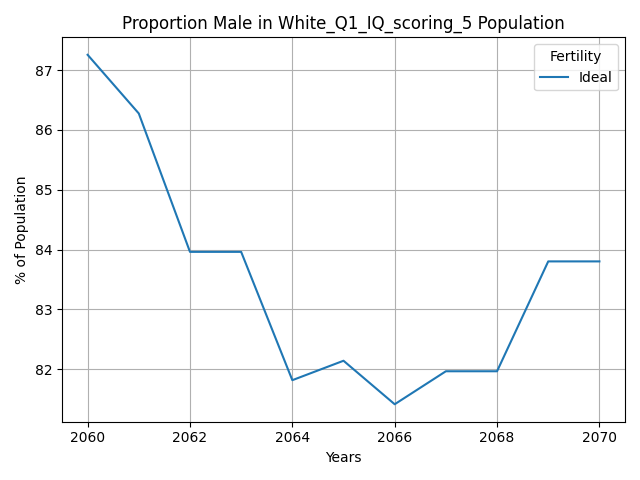 Proportion Male in White_Q1_IQ_scoring_5 Population
Fertility
Ideal
% of Population
87
86
85
84
83
82
2060
2062
2064
2066
2068
2070
Years